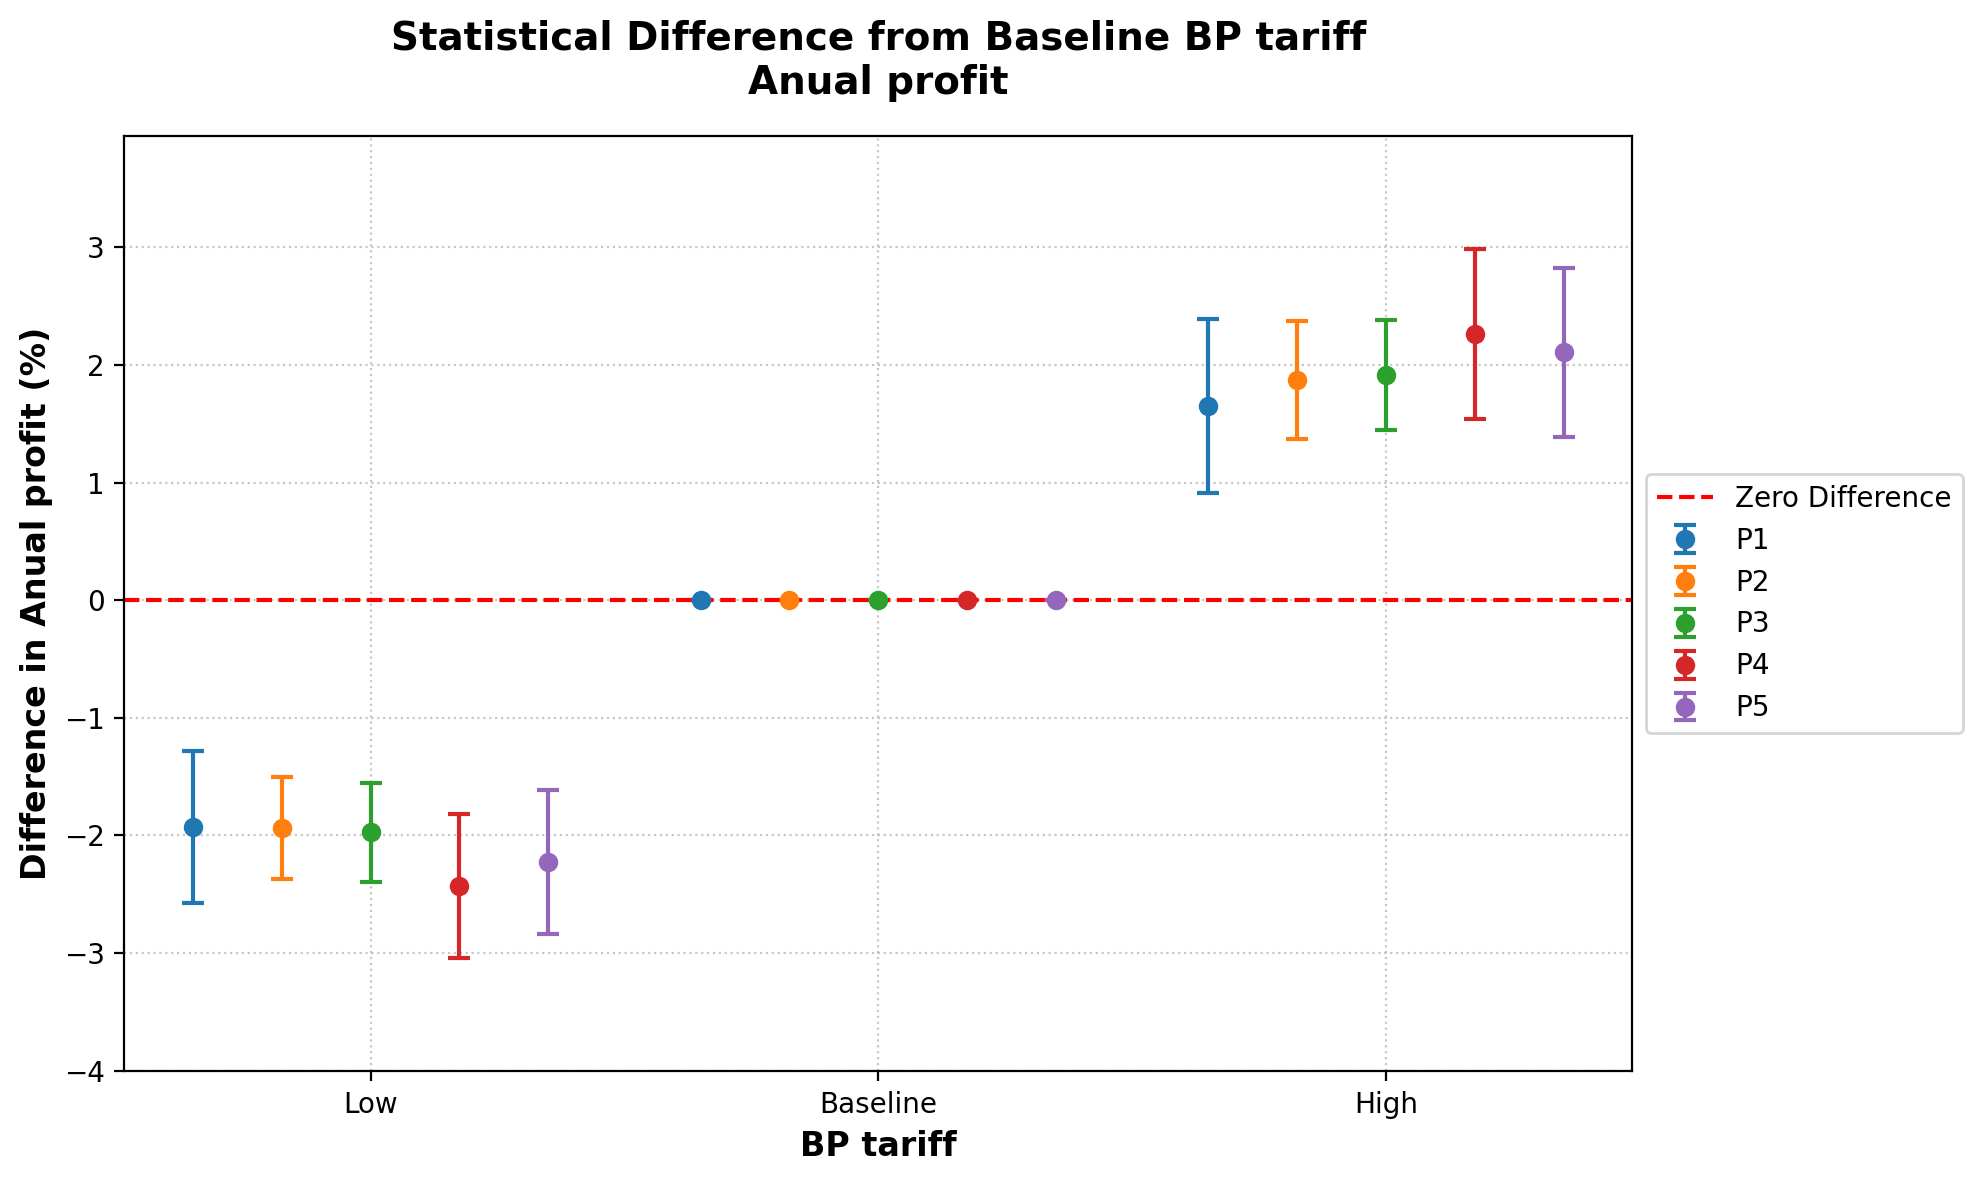 Statistical Difference from Baseline BP tariff
Anual profit
Difference in Anual profit (%)
3
2
1
0
−1
−2
−3
−4
Low
Baseline
High
BP tariff
Zero Difference
P1
P2
P3
P4
P5